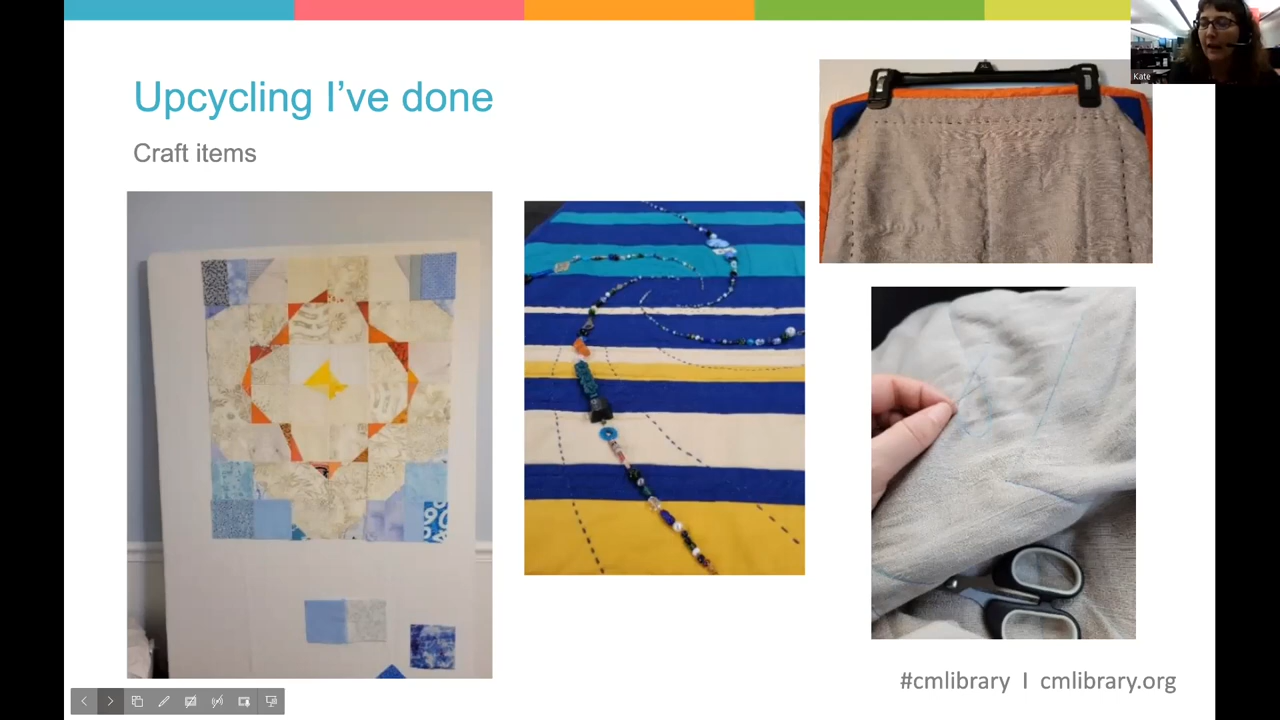 Upcycling I've done
Craft items
Kate
#cmlibrary I cmlibrary.org